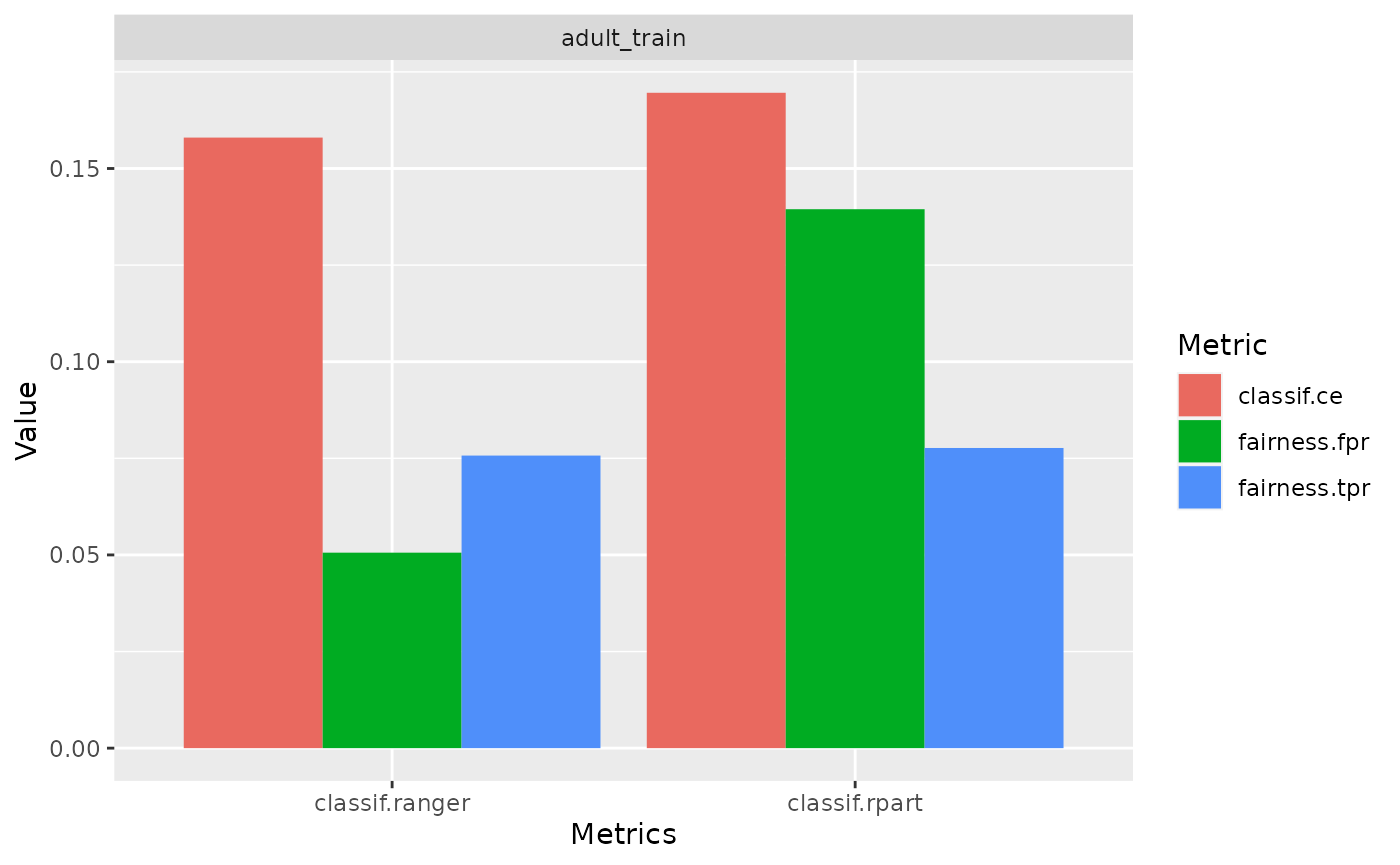 adult_train
0.15
0.10
0.05
0.00
Value
classif.ranger
classif.rpart
Metrics
Metric
classif.ce
fairness.fpr
fairness.tpr